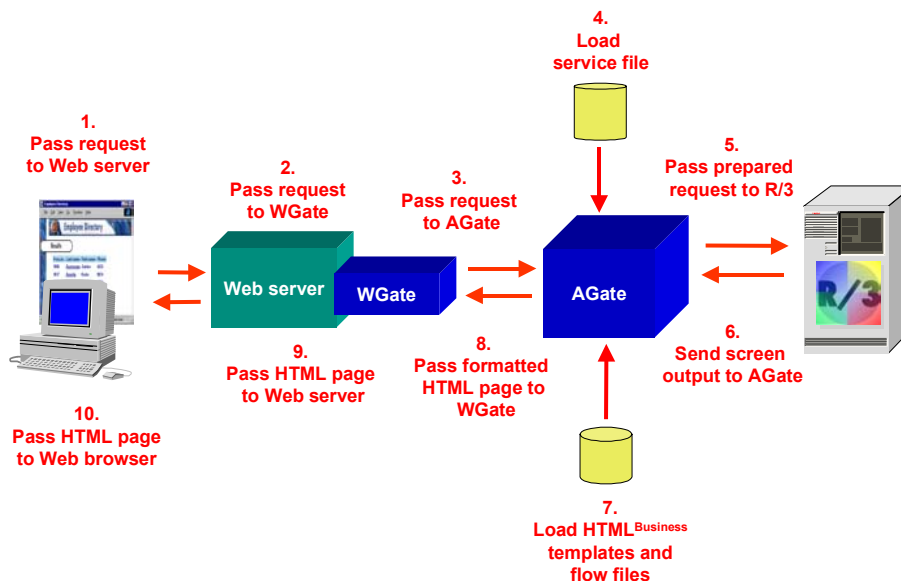 1.
Pass request
to Web server
2.
Pass request
to WGate
3.
Pass request
to AGate
4.
Load
service file
5.
Pass prepared
request to R/3
Employee Directory
Web server
WGate
AGate
R/3
6.
Send screen
output to AGate
7.
Load HTMLBusiness
templates and
flow files
8.
Pass formatted
HTML page to
WGate
9.
Pass HTML page
to Web server
10.
Pass HTML page
to Web browser